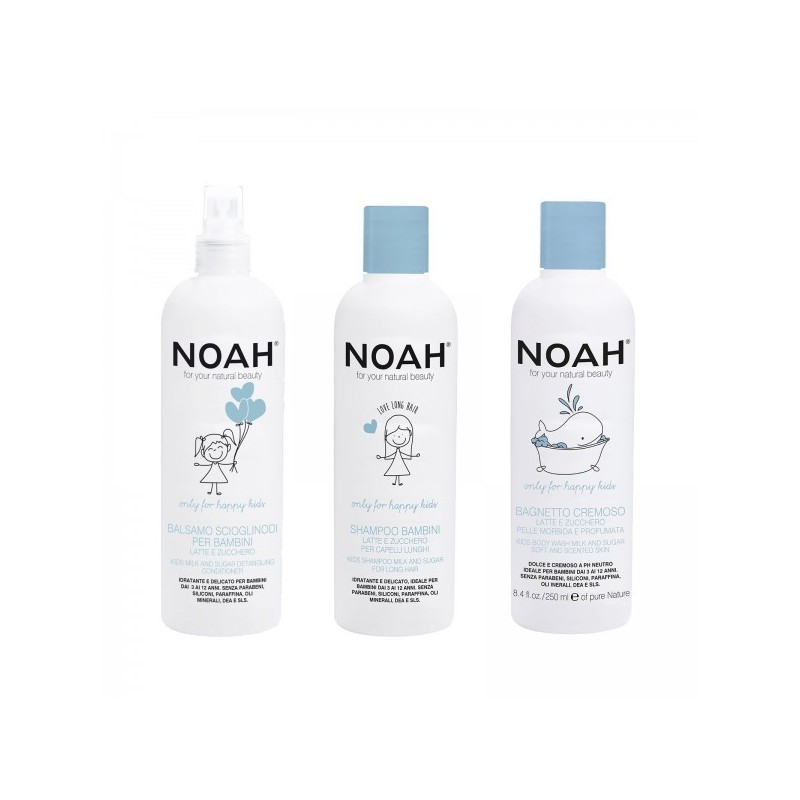 NOAH®
for your natural beauty
only for happy kids
BALSAMO SCIOGLINODI
PER BAMBINI
LATTE E ZUCCHERO
KIDS MILK AND SUGAR DETANGLING
CONDITIONER
IDRATANTE E DELICATO PER BAMBINI
DAI 3 AI 12 ANNI. SENZA PARABENI,
SILICONI, PARAFFINA, OLI
MINERALI, DEA E SLS.
NOAH®
for your natural beauty
LOVE LONG HAIR
only for happy kids
SHAMPOO BAMBINI
LATTE E ZUCCHERO
PER CAPELLI LUNGHI
KIDS SHAMPOO MILK AND SUGAR
FOR LONG HAIR
IDRATANTE E DELICATO, IDEALE PER
BAMBINI DAI 3 AI 12 ANNI. SENZA
PARABENI, SILICONI, PARAFFINA, OLI
MINERALI, DEA E SLS.
NOAH®
for your natural beauty
only for happy kids
BAGNETTO CREMOSO
LATTE E ZUCCHERO
PELLE MORBIDA E PROFUMATA
KIDS BODY WASH MILK AND SUGAR
SOFT AND SCENTED SKIN
DOLCE E CREMOSO A PH NEUTRO
IDEALE PER BAMBINI DAI 3 AI 12 ANNI.
SENZA PARABENI, SILICONI, PARAFFINA,
OLI INERALI, DEA E SLS.
8.4 fl.oz./250 ml e of pure Nature